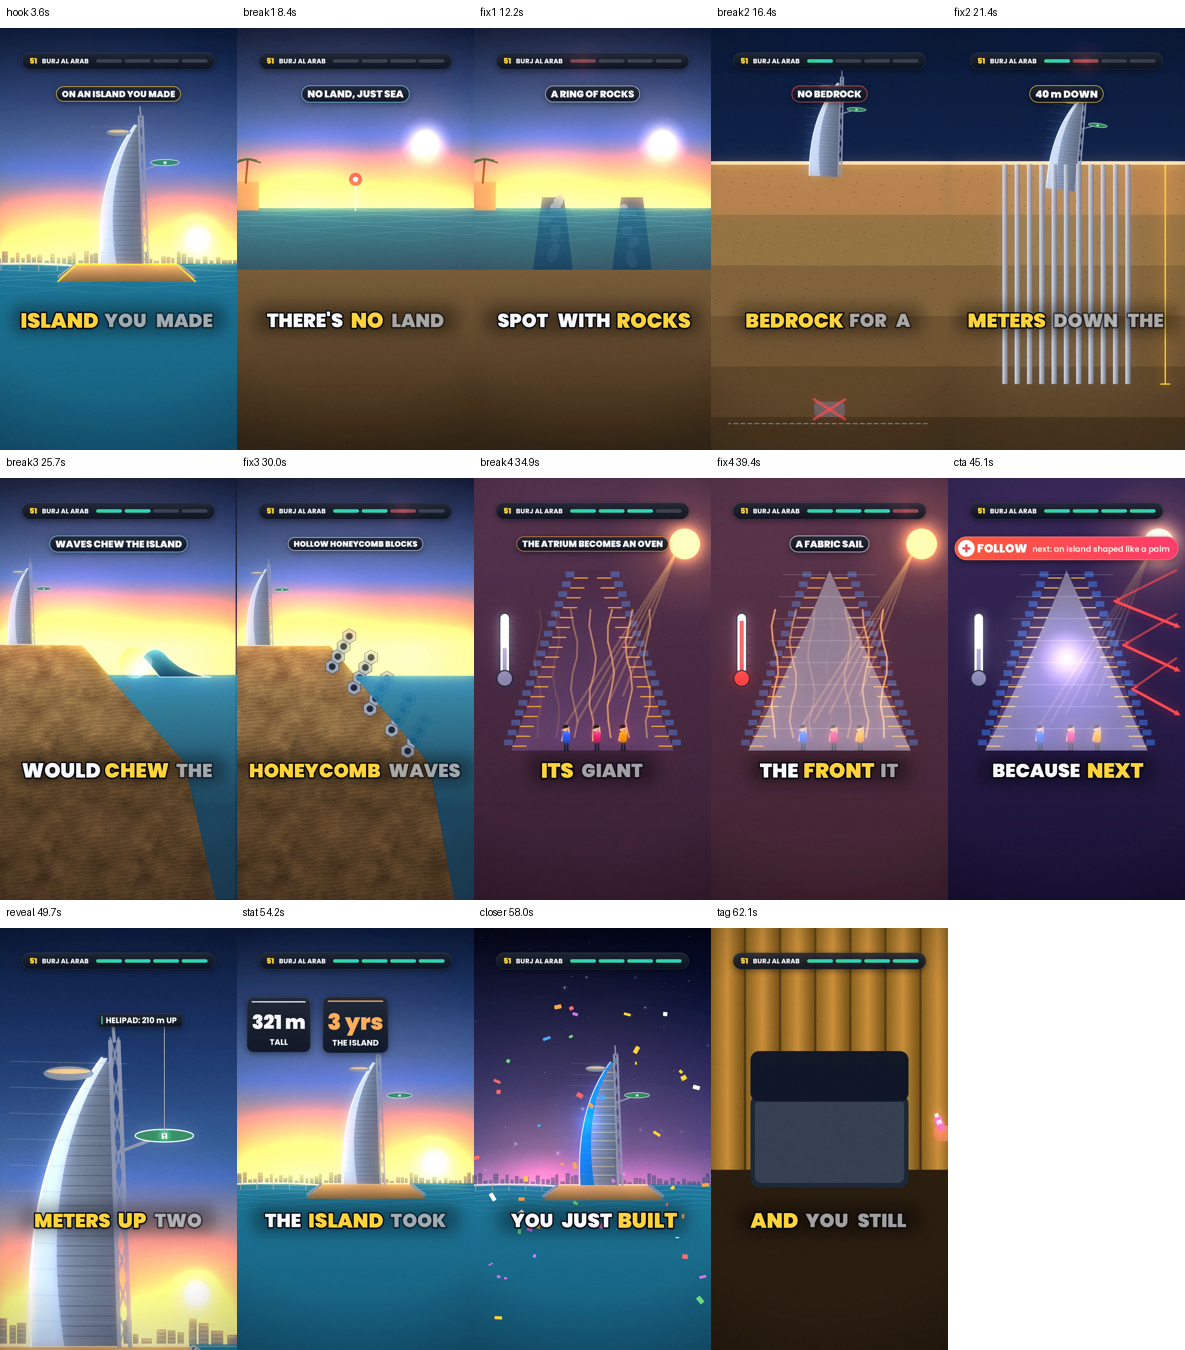 hook 3.6s
51 BURJ AL ARAB
ON AN ISLAND YOU MADE
H
ISLAND YOU MADE
break1 8.4s
51 BURJ AL ARAB
NO LAND, JUST SEA
THERE'S NO LAND
fix1 12.2s
51 BURJ AL ARAB
A RING OF ROCKS
SPOT WITH ROCKS
break2 16.4s
51 BURJ AL ARAB
NO BEDROCK
BEDROCK FOR A
fix2 21.4s
51 BURJ AL ARAB
40 m DOWN
METERS DOWN THE
break3 25.7s
51 BURJ AL ARAB
WAVES CHEW THE ISLAND
WOULD CHEW THE
fix3 30.0s
51 BURJ AL ARAB
HOLLOW HONEYCOMB BLOCKS
HONEYCOMB WAVES
break4 34.9s
51 BURJ AL ARAB
THE ATRIUM BECOMES AN OVEN
ITS GIANT
fix4 39.4s
51 BURJ AL ARAB
A FABRIC SAIL
THE FRONT IT
cta 45.1s
51 BURJ AL ARAB
FOLLOW next: an island shaped like a palm
BECAUSE NEXT
reveal 49.7s
51 BURJ AL ARAB
HELIPAD: 210 m UP
H
METERS UP TWO
stat 54.2s
51 BURJ AL ARAB
321 m
TALL
3 yrs
THE ISLAND
THE ISLAND TOOK
closer 58.0s
51 BURJ AL ARAB
YOU JUST BUILT
tag 62.1s
51 BURJ AL ARAB
AND YOU STILL